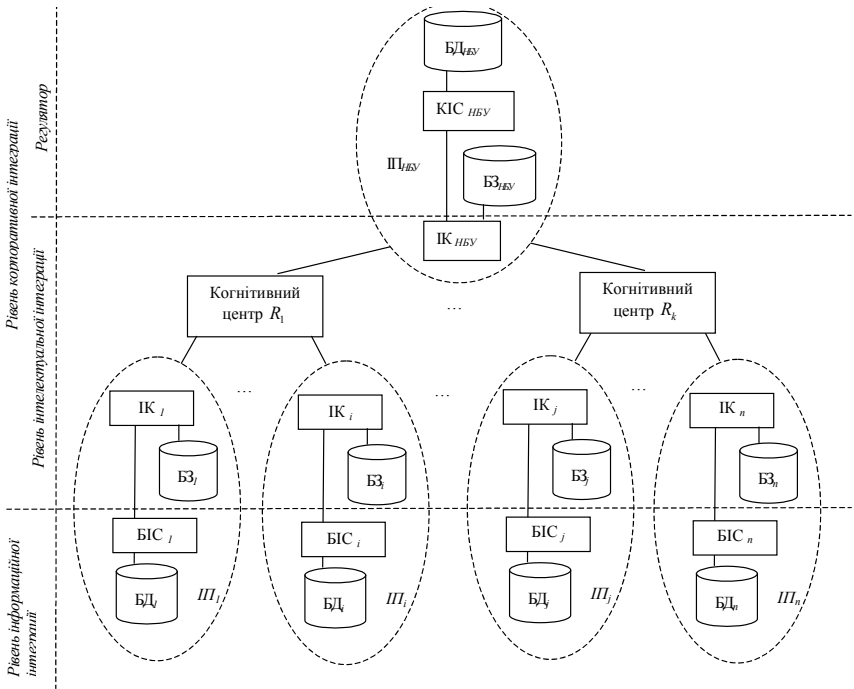 БД НБУ
КІС НБУ
ІП НБУ
БЗ НБУ
ІК НБУ
Регулятор
Рівень корпоративної інтеграції
Рівень інтелектуальної інтеграції
Рівень інформаційної
інтеграції
Когнітивний
центр R1
...
Когнітивний
центр Rk
...
...
...
ІК 1
ІК i
ІК j
ІК n
БЗ1
БЗi
БЗj
БЗn
БІС 1
БІС i
БІС j
БІС n
БД1
ІП1
БДi
ІПi
БДj
ІПj
БДn
ІПn